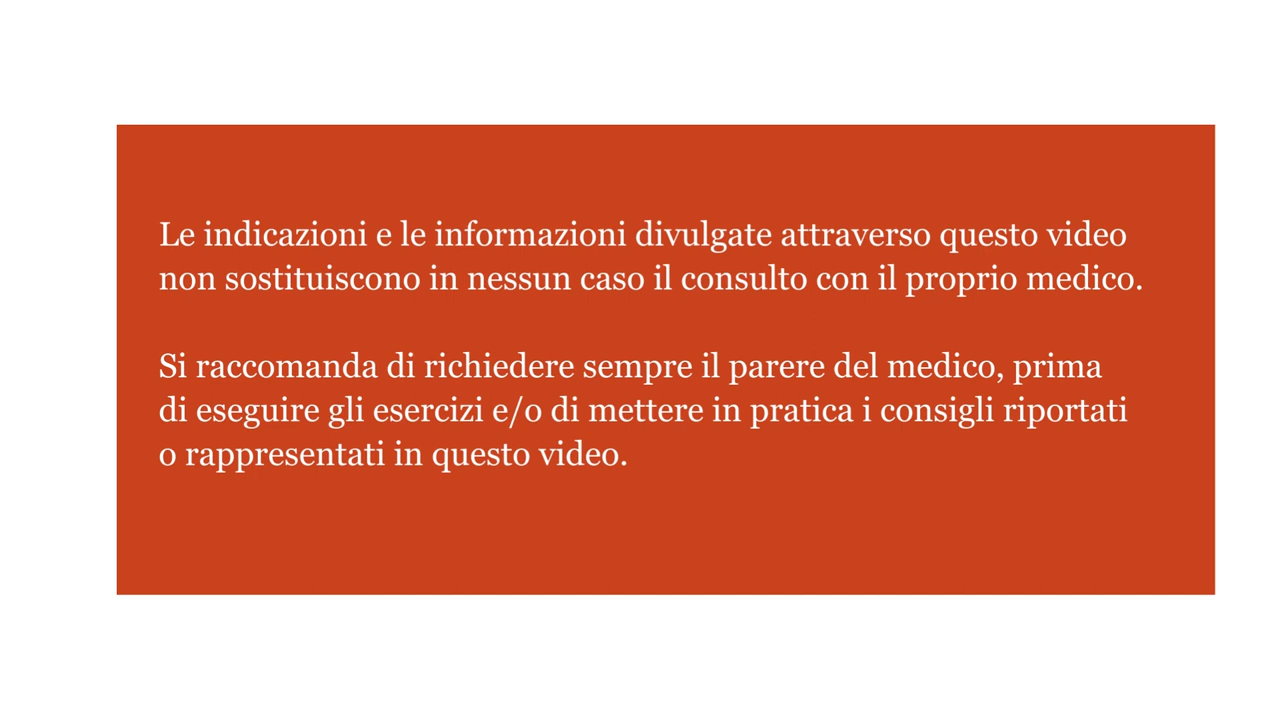 Le indicazioni e le informazioni divulgate attraverso questo video
non sostituiscono in nessun caso il consulto con il proprio medico.
Si raccomanda di richiedere sempre il parere del medico, prima
di eseguire gli esercizi e/o di mettere in pratica i consigli riportati
o rappresentati in questo video.